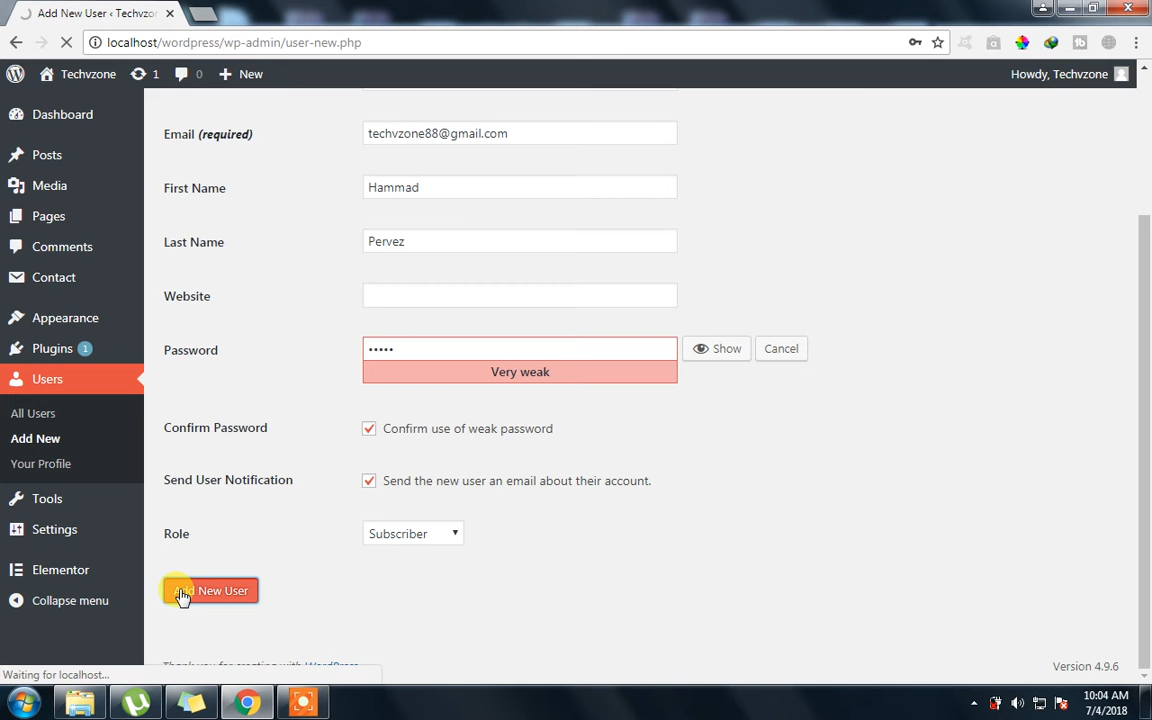 Add New User ‹ Techvzo
localhost/wordpress/wp-admin/user-new.php
Techvzone 1 0 New Howdy, Techvzone
Dashboard
Posts
Media
Pages
Comments
Contact
Appearance
Plugins 1
Users
All Users
Add New
Your Profile
Tools
Settings
Elementor
Collapse menu
Email (required) techvzone88@gmail.com
First Name Hammad
Last Name Pervez
Website
Password ••••• Show Cancel
Very weak
Confirm Password Confirm use of weak password
Send User Notification Send the new user an email about their account.
Role Subscriber
Add New User
Thank you for creating with WordPress
Version 4.9.6
Waiting for localhost...
10:04 AM
7/4/2018